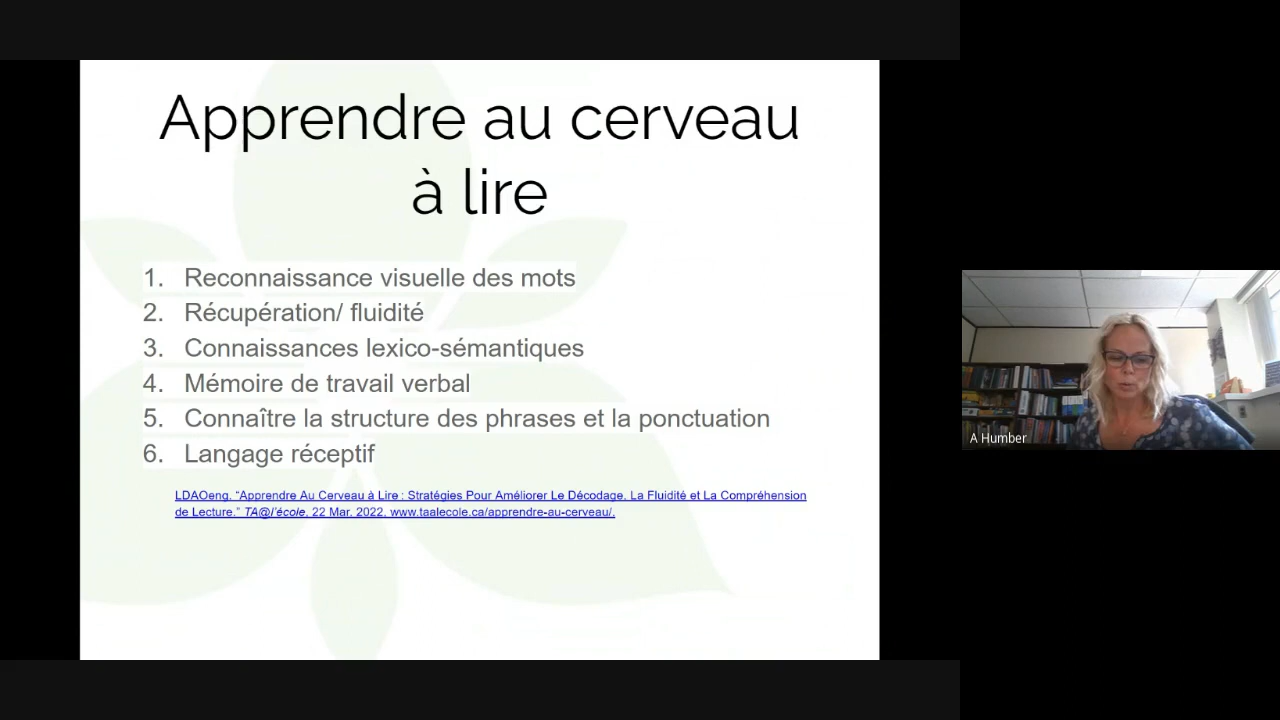 Apprendre au cerveau
à lire
1. Reconnaissance visuelle des mots
2. Récupération/ fluidité
3. Connaissances lexico-sémantiques
4. Mémoire de travail verbal
5. Connaître la structure des phrases et la ponctuation
6. Langage réceptif
LDAOeng. “Apprendre Au Cerveau à Lire : Stratégies Pour Améliorer Le Décodage, La Fluidité et La Compréhension
de Lecture.” TA@l’école, 22 Mar. 2022, www.taalecole.ca/apprendre-au-cerveau/.
A Humber